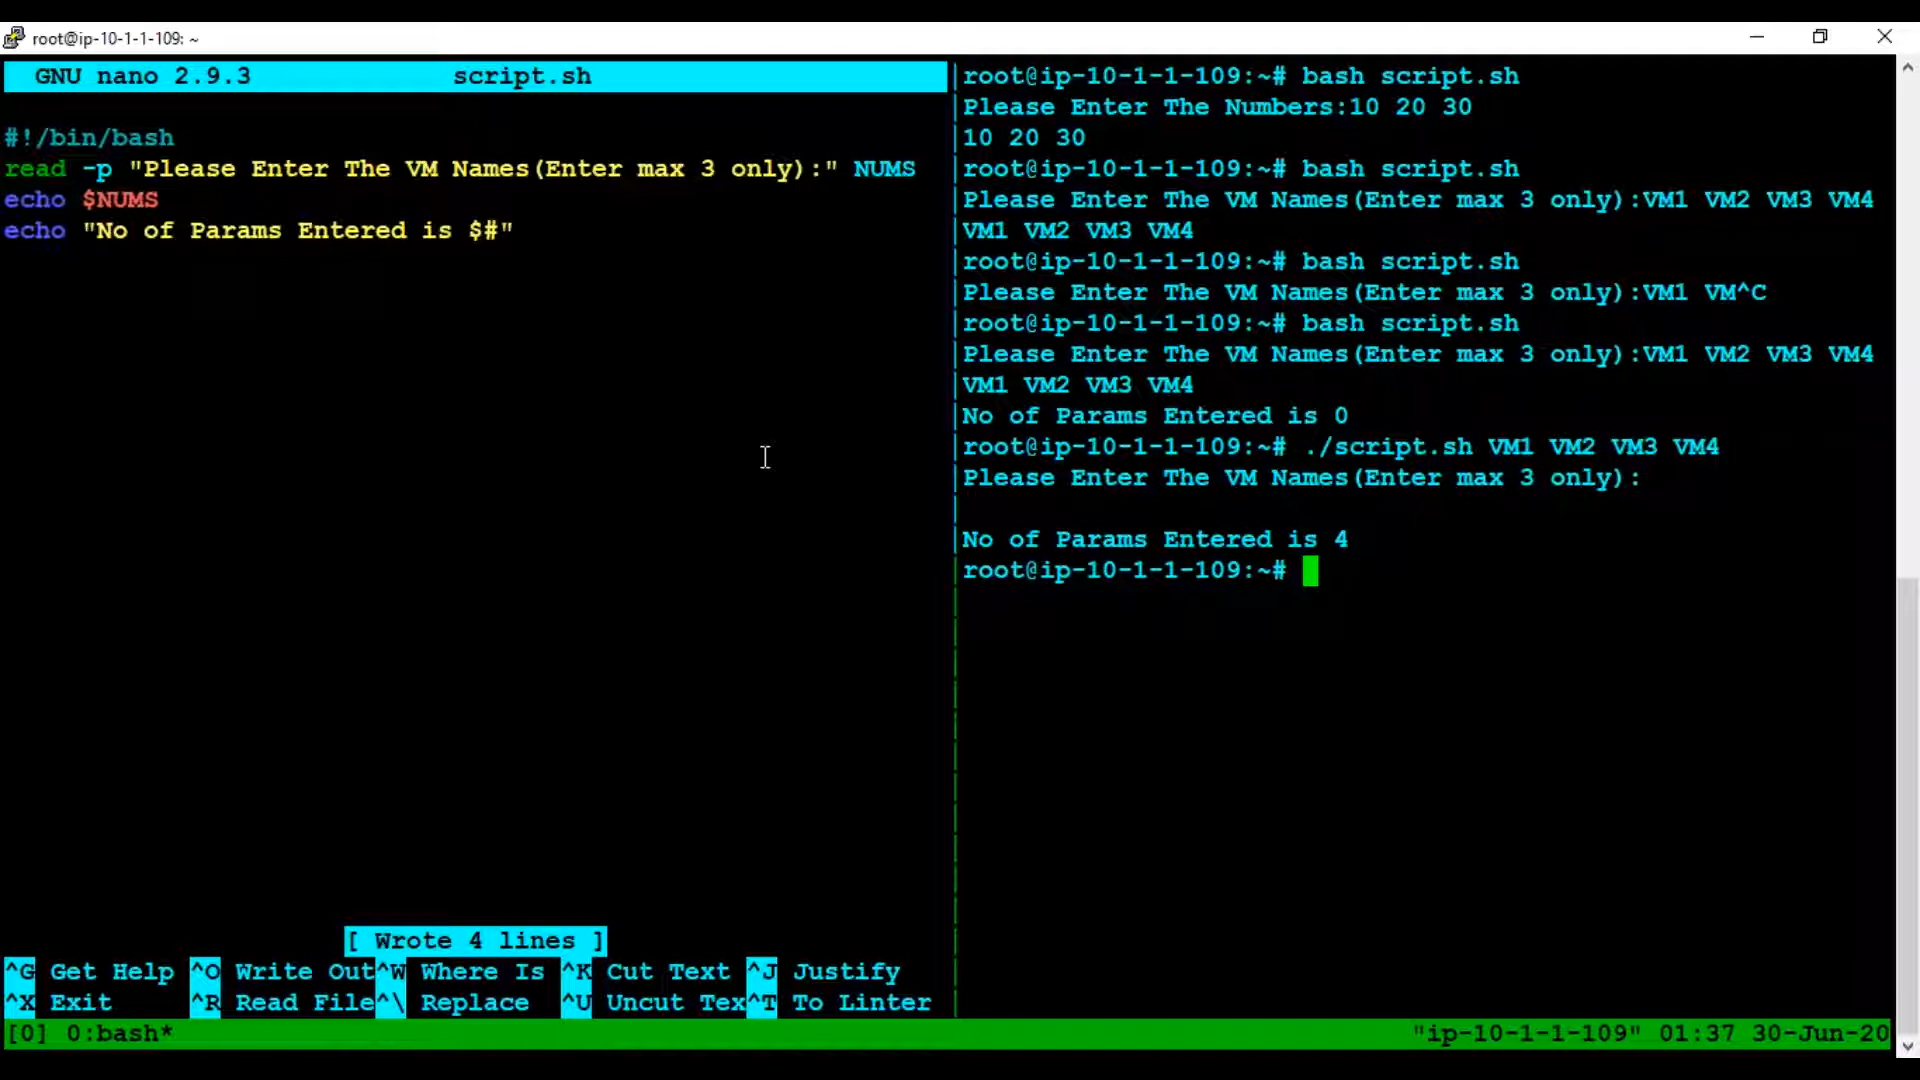 root@ip-10-1-1-109: ~
GNU nano 2.9.3 script.sh
#!/bin/bash
read -p "Please Enter The VM Names(Enter max 3 only):" NUMS
echo $NUMS
echo "No of Params Entered is $#"
[ Wrote 4 lines ]
^G Get Help ^O Write Out^W Where Is ^K Cut Text ^J Justify
^X Exit ^R Read File^\ Replace ^U Uncut Tex^T To Linter
root@ip-10-1-1-109:~# bash script.sh
Please Enter The Numbers:10 20 30
10 20 30
root@ip-10-1-1-109:~# bash script.sh
Please Enter The VM Names(Enter max 3 only):VM1 VM2 VM3 VM4
VM1 VM2 VM3 VM4
root@ip-10-1-1-109:~# bash script.sh
Please Enter The VM Names(Enter max 3 only):VM1 VM^C
root@ip-10-1-1-109:~# bash script.sh
Please Enter The VM Names(Enter max 3 only):VM1 VM2 VM3 VM4
VM1 VM2 VM3 VM4
No of Params Entered is 0
root@ip-10-1-1-109:~# ./script.sh VM1 VM2 VM3 VM4
Please Enter The VM Names(Enter max 3 only):
No of Params Entered is 4
root@ip-10-1-1-109:~#
[0] 0:bash* "ip-10-1-1-109" 01:37 30-Jun-20